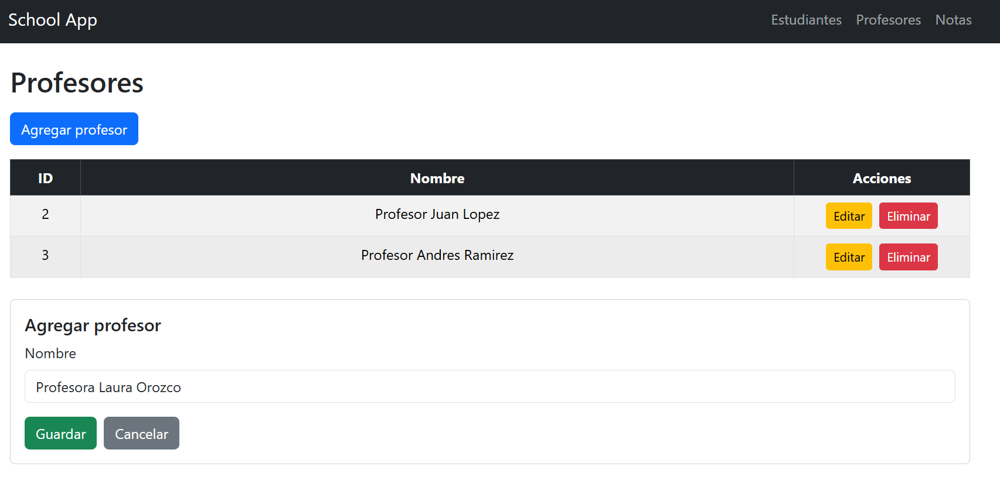 School App Estudiantes Profesores Notas
Profesores
Agregar profesor
ID Nombre Acciones
2 Profesor Juan Lopez Editar Eliminar
3 Profesor Andres Ramirez Editar Eliminar
Agregar profesor
Nombre
Profesora Laura Orozco
Guardar Cancelar